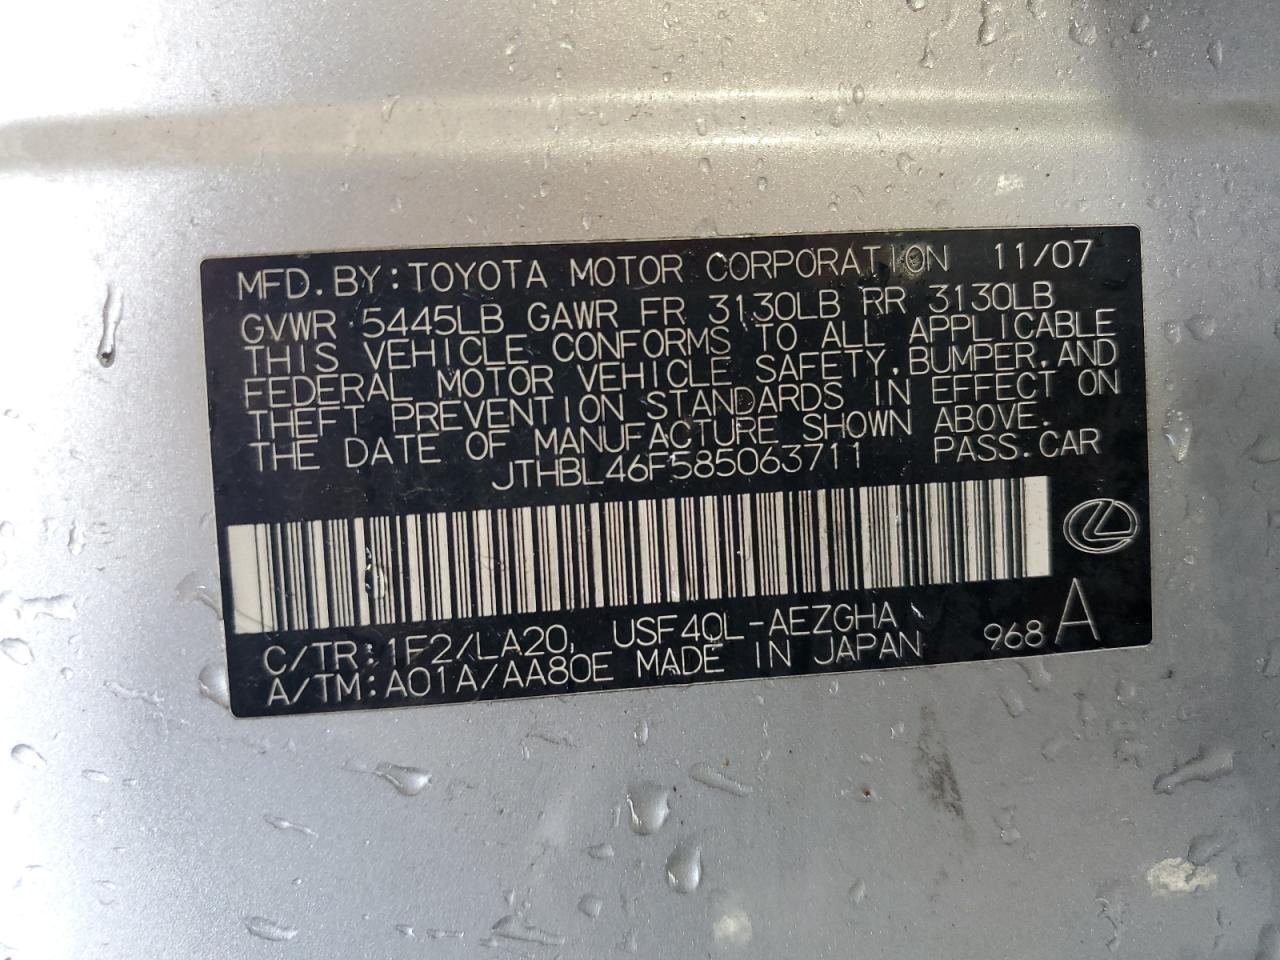 MFD. BY: TOYOTA MOTOR CORPORATION 11/07
GVWR 5445LB GAWR FR 3130LB RR 3130LB
THIS VEHICLE CONFORMS TO ALL APPLICABLE
FEDERAL MOTOR VEHICLE SAFETY, BUMPER, AND
THEFT PREVENTION STANDARDS IN EFFECT ON
THE DATE OF MANUFACTURE SHOWN ABOVE.
JTHBL46F585063711 PASS. CAR
C/TR: 1F2/LA20, USF40L-AEZGHA
A/TM: A01A/AA80E MADE IN JAPAN 968 A